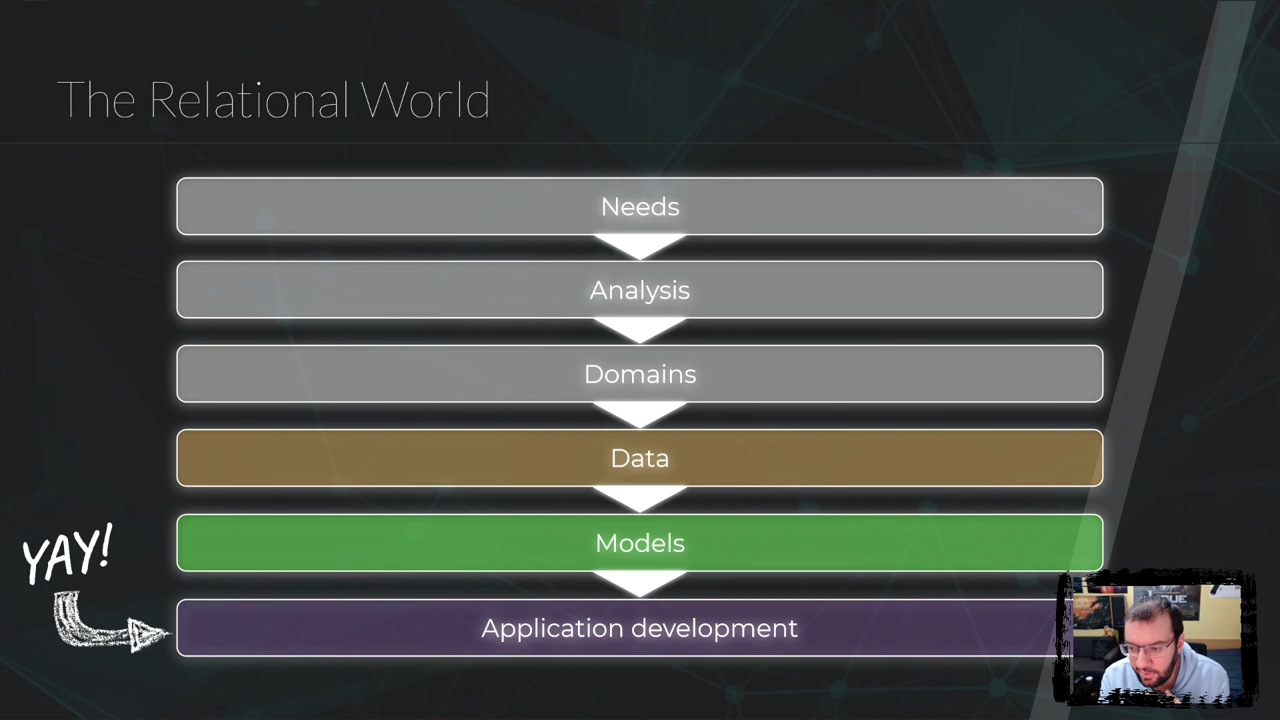 The Relational World
Needs
Analysis
Domains
Data
Models
YAY!
Application development